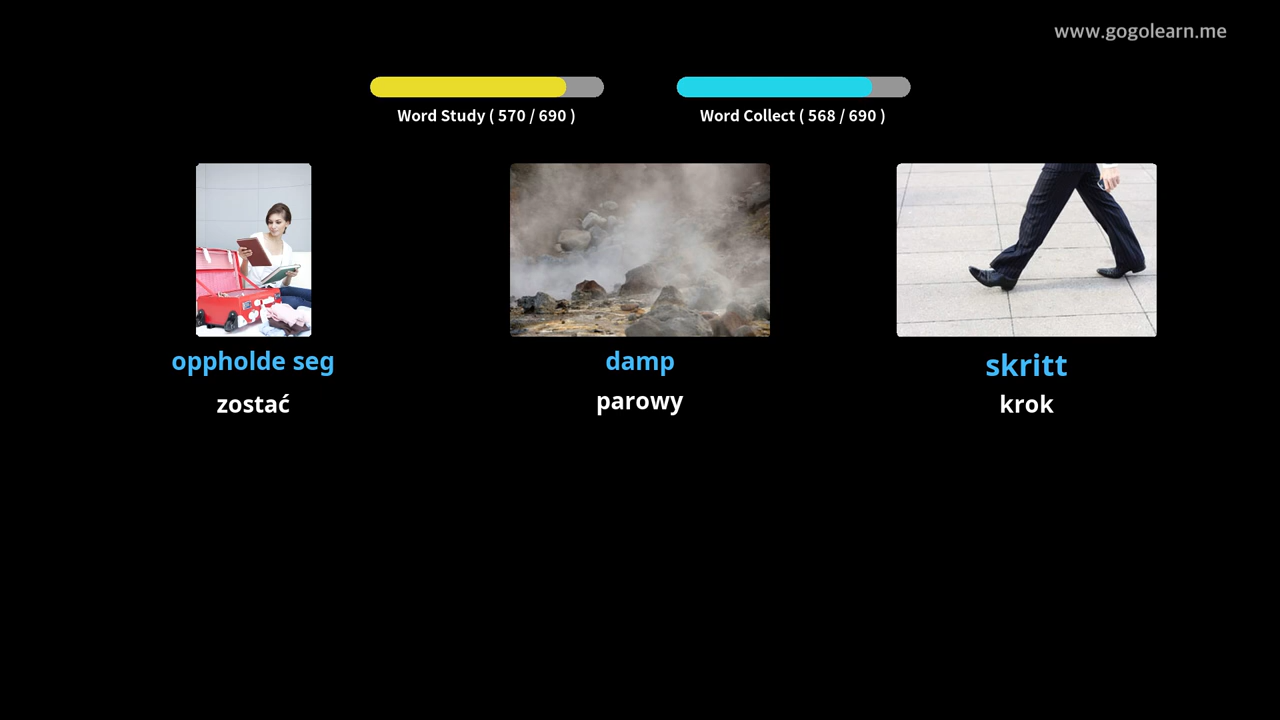 www.gogolearn.me
Word Study ( 570 / 690 )
Word Collect ( 568 / 690 )
oppholde seg
damp
skritt
zostać
parowy
krok